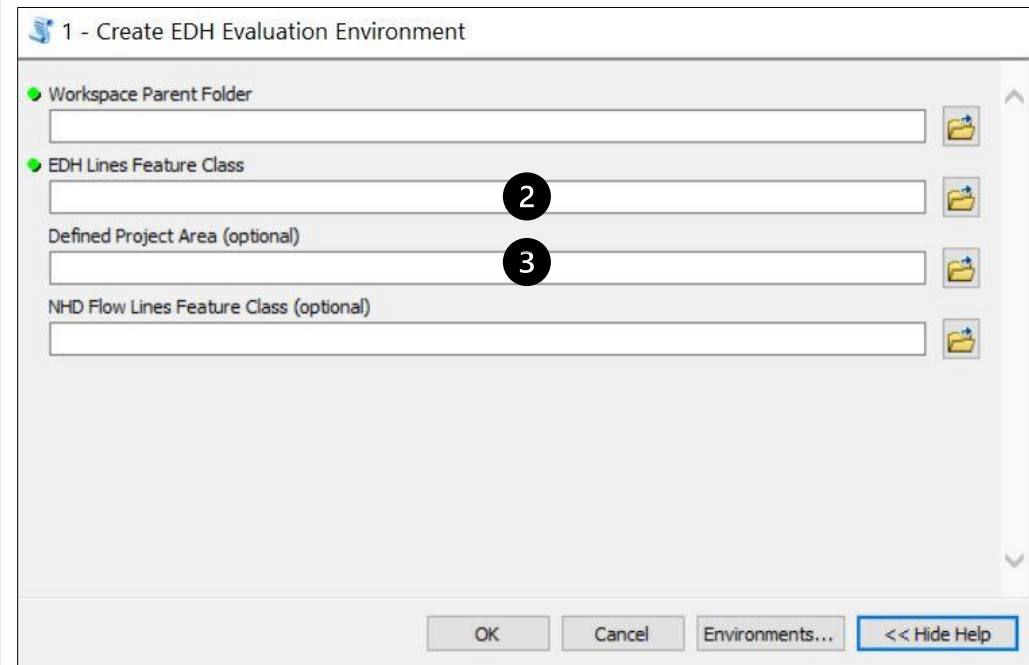 1 - Create EDH Evaluation Environment
Workspace Parent Folder
EDH Lines Feature Class
2
Defined Project Area (optional)
3
NHD Flow Lines Feature Class (optional)
OK Cancel Environments... << Hide Help